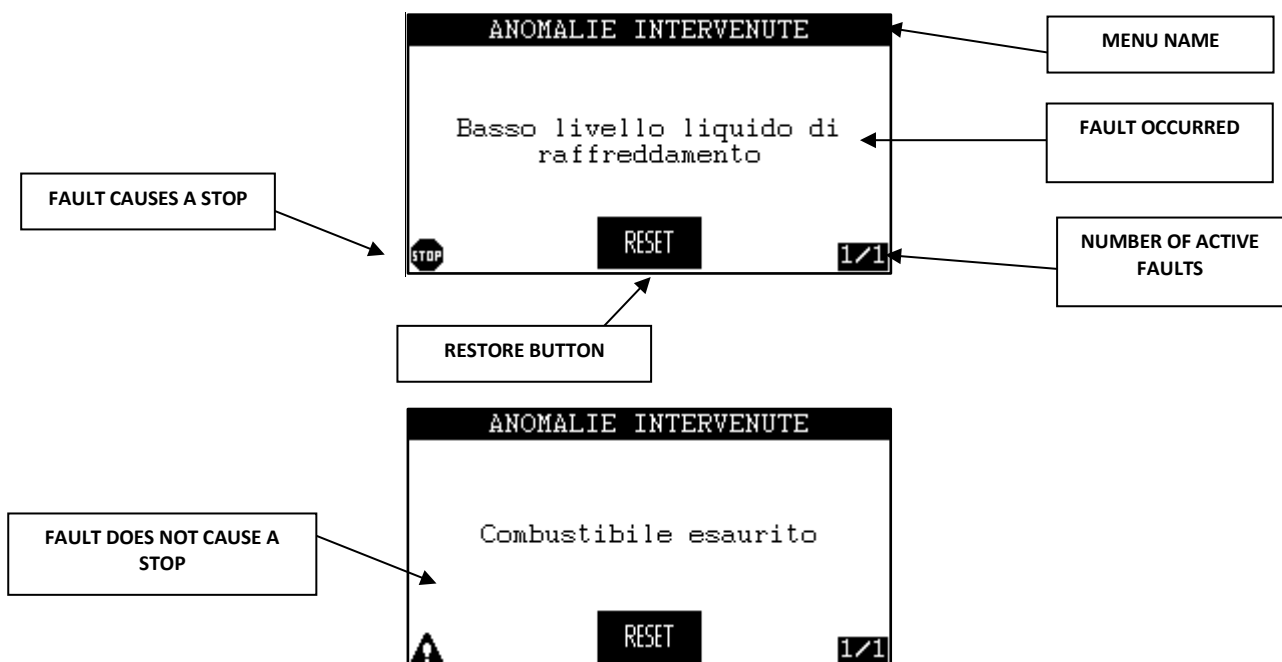 ANOMALIE INTERVENUTE
MENU NAME
Basso livello liquido di
raffreddamento
FAULT OCCURRED
FAULT CAUSES A STOP
STOP
RESET
1/1
NUMBER OF ACTIVE
FAULTS
RESTORE BUTTON
ANOMALIE INTERVENUTE
Combustibile esaurito
FAULT DOES NOT CAUSE A
STOP
RESET
1/1